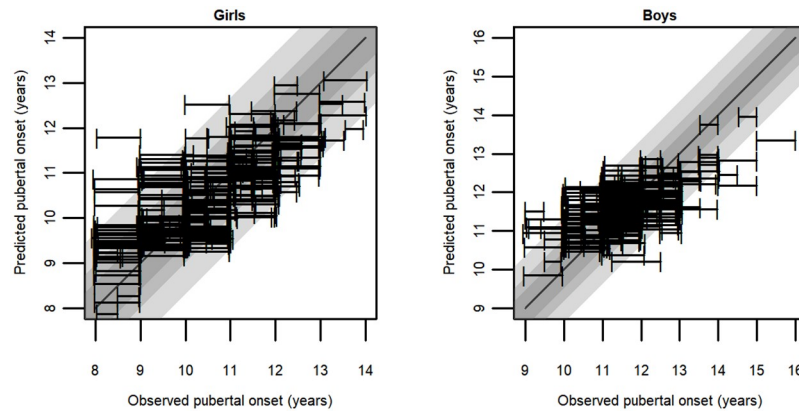 Girls
Predicted pubertal onset (years)
14
13
12
11
10
9
8
8 9 10 11 12 13 14
Observed pubertal onset (years)
Boys
Predicted pubertal onset (years)
16
15
14
13
12
11
10
9
9 10 11 12 13 14 15 16
Observed pubertal onset (years)